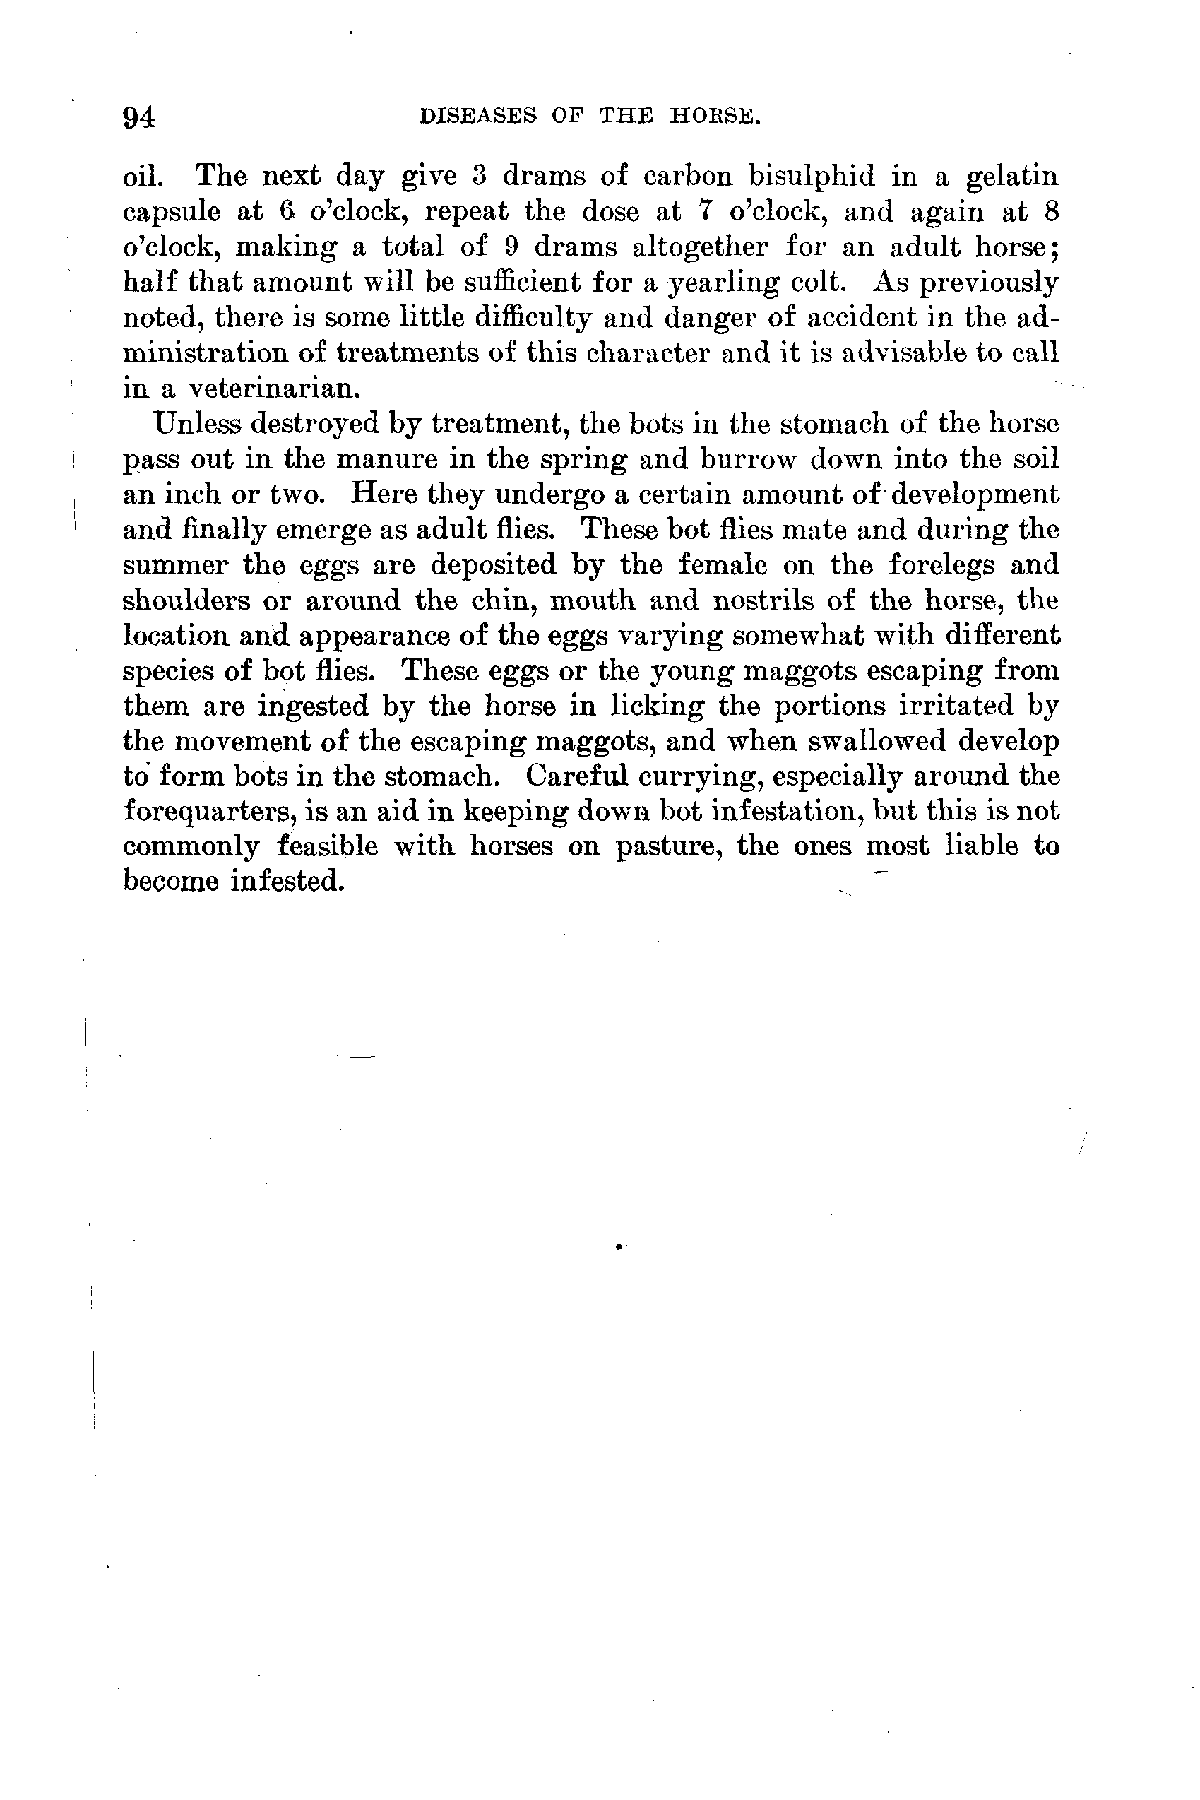 94 DISEASES OF THE HORSE.
oil. The next day give 3 drams of carbon bisulphid in a gelatin
capsule at 6 o'clock, repeat the dose at 7 o'clock, and again at 8
o'clock, making a total of 9 drams altogether for an adult horse;
half that amount will be sufficient for a yearling colt. As previously
noted, there is some little difficulty and danger of accident in the ad-
ministration of treatments of this character and it is advisable to call
in a veterinarian.
Unless destroyed by treatment, the bots in the stomach of the horse
pass out in the manure in the spring and burrow down into the soil
an inch or two. Here they undergo a certain amount of development
and finally emerge as adult flies. These bot flies mate and during the
summer the eggs are deposited by the female on the forelegs and
shoulders or around the chin, mouth and nostrils of the horse, the
location and appearance of the eggs varying somewhat with different
species of bot flies. These eggs or the young maggots escaping from
them are ingested by the horse in licking the portions irritated by
the movement of the escaping maggots, and when swallowed develop
to form bots in the stomach. Careful currying, especially around the
forequarters, is an aid in keeping down bot infestation, but this is not
commonly feasible with horses on pasture, the ones most liable to
become infested.